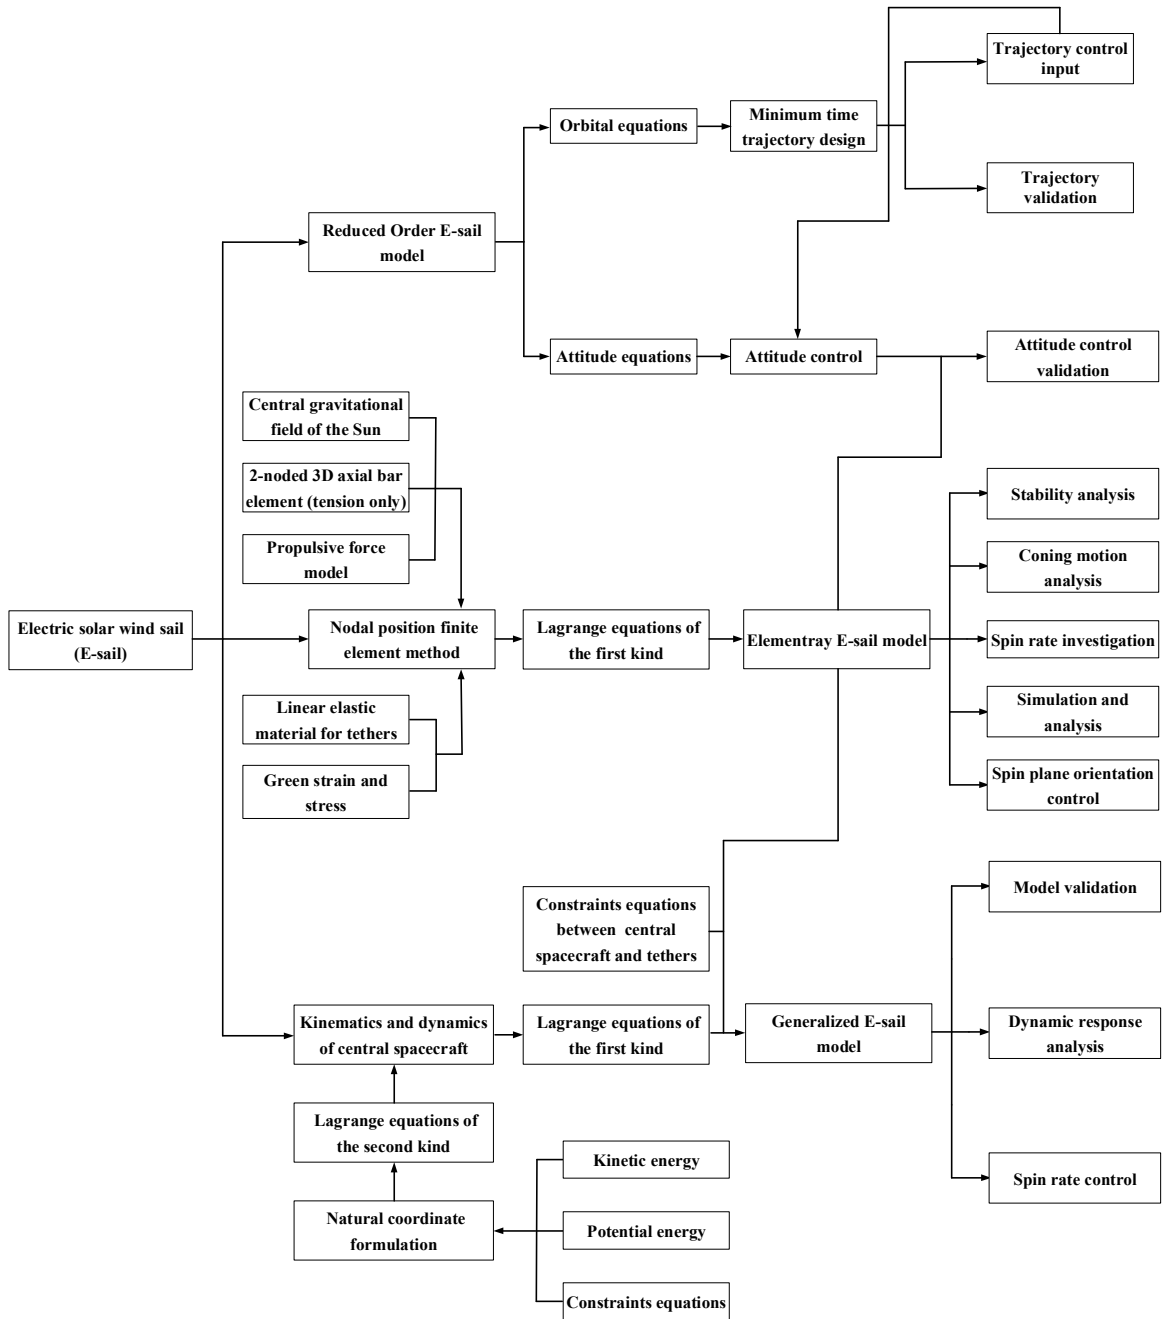 Trajectory control
input
Orbital equations
Minimum time
trajectory design
Trajectory
validation
Reduced Order E-sail
model
Attitude equations
Attitude control
Attitude control
validation
Central gravitational
field of the Sun
2-noded 3D axial bar
element (tension only)
Propulsive force
model
Stability analysis
Coning motion
analysis
Electric solar wind sail
(E-sail)
Nodal position finite
element method
Lagrange equations of
the first kind
Elementray E-sail model
Spin rate investigation
Linear elastic
material for tethers
Green strain and
stress
Simulation and
analysis
Spin plane orientation
control
Constraints equations
between central
spacecraft and tethers
Model validation
Kinematics and dynamics
of central spacecraft
Lagrange equations of
the first kind
Generalized E-sail
model
Dynamic response
analysis
Lagrange equations of
the second kind
Kinetic energy
Spin rate control
Natural coordinate
formulation
Potential energy
Constraints equations